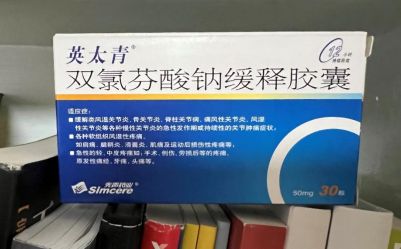 英太青®
双氯芬酸钠缓释胶囊
适应症:
缓解类风湿关节炎、骨关节炎、脊柱关节病、痛风性关节炎、风湿
性关节炎等各种慢性关节炎的急性发作期或持续性的关节肿痛症状;
各种软组织风湿性疼痛,
如肩痛、腱鞘炎、滑囊炎、肌痛及运动后损伤性疼痛等;
急性的轻、中度疼痛如:手术、创伤、劳损后等的疼痛,
原发性痛经、牙痛、头痛等。
先声药业
Simcere
50mg 30粒